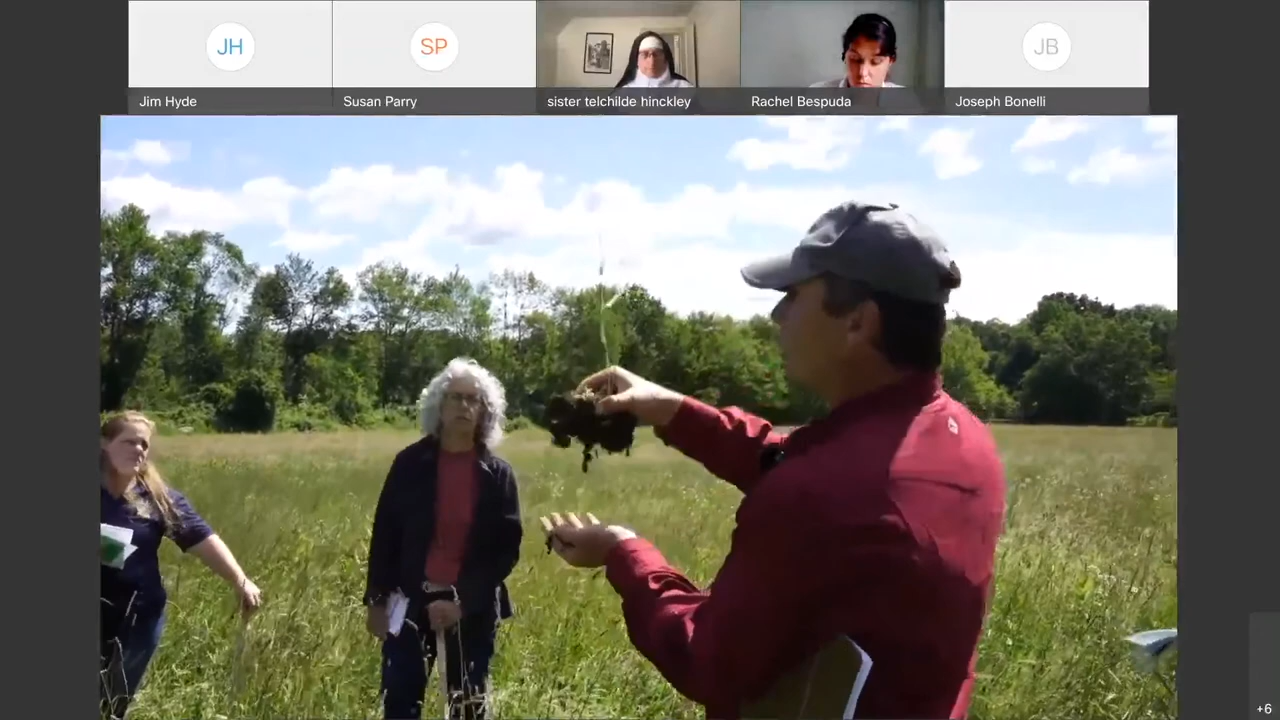 JH
SP
JB
Jim Hyde
Susan Parry
sister telchilde hinckley
Rachel Bespuda
Joseph Bonelli
+6